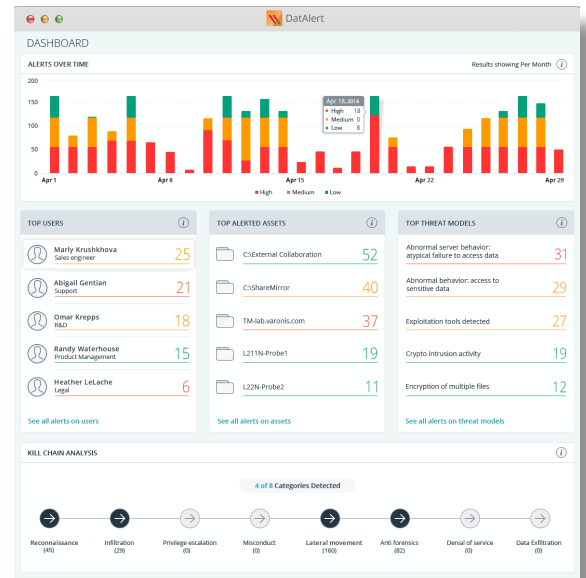 DatAlert
DASHBOARD
ALERTS OVER TIME
Results showing Per Month
i
200
150
100
50
0
Apr 18, 2016
High 18
Medium 0
Low 8
Apr 1
Apr 8
Apr 15
Apr 22
Apr 29
High Medium Low
TOP USERS
i
Marly Krushkhova
Sales engineer
25
Abigail Gentian
Support
21
Omar Krepps
R&D
18
Randy Waterhouse
Product Management
15
Heather LeLache
Legal
6
See all alerts on users
TOP ALERTED ASSETS
i
C:\External Collaboration
52
C:\ShareMirror
40
TM-lab.varonis.com
37
L211N-Probe1
19
L22N-Probe2
11
See all alerts on assets
TOP THREAT MODELS
i
Abnormal server behavior:
atypical failure to access data
31
Abnormal behavior: access to
sensitive data
29
Exploitation tools detected
27
Crypto intrusion activity
19
Encryption of multiple files
12
See all alerts on threat models
KILL CHAIN ANALYSIS
i
4 of 8 Categories Detected
Reconnaissance
(45)
Infiltration
(29)
Privilege escalation
(0)
Misconduct
(0)
Lateral movement
(160)
Anti forensics
(82)
Denial of service
(0)
Data Exfiltration
(0)